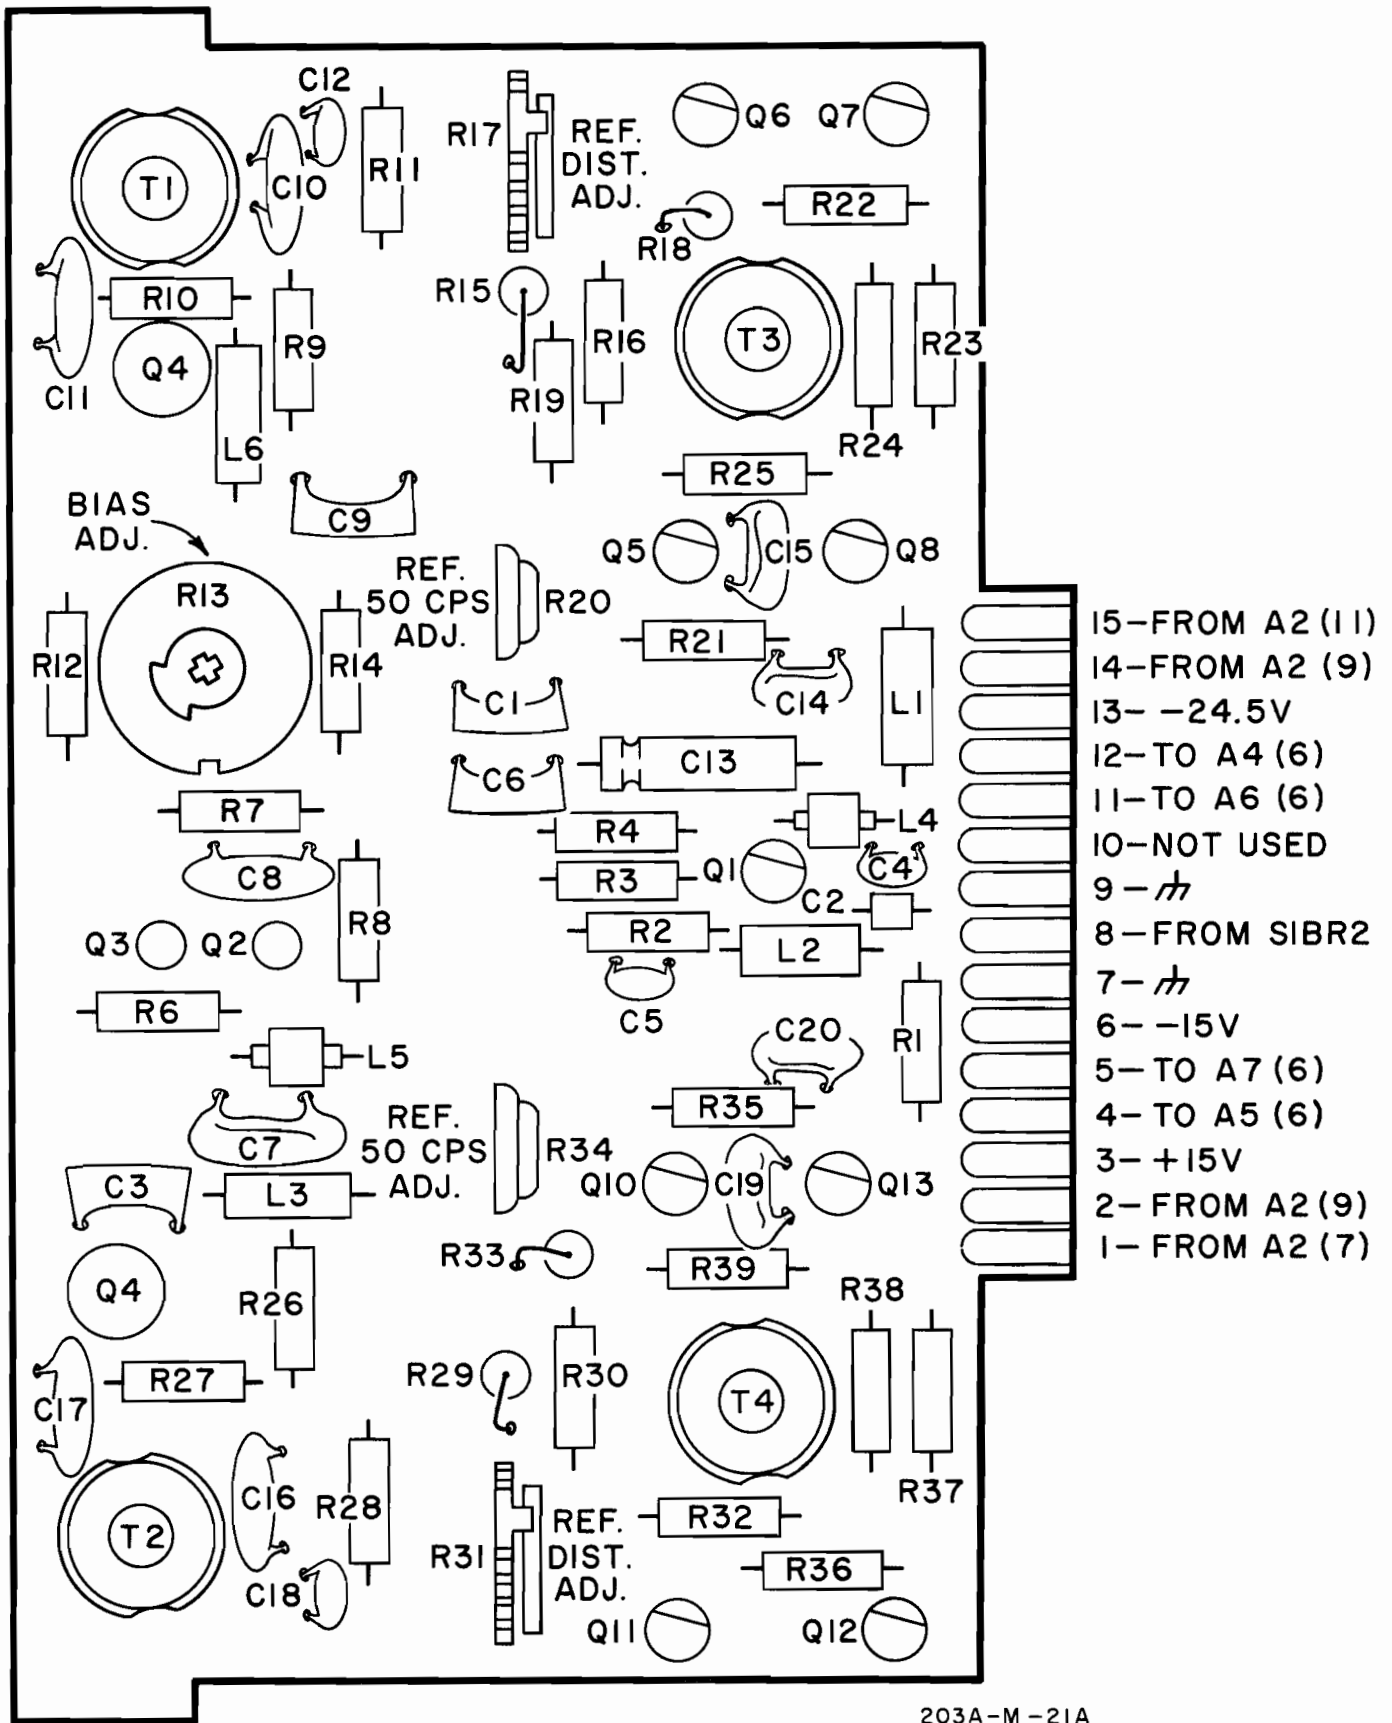 C12
R17
REF.
DIST.
ADJ.
Q6
Q7
T1
C10
R11
R22
R18
R10
R15
R9
R16
T3
R23
Q4
C11
R19
L6
R24
R25
BIAS
ADJ.
C9
Q5
C15
Q8
REF.
50 CPS
ADJ.
R20
R13
R12
R14
R21
C14
L1
C1
C13
C6
R7
R4
L4
C8
R3
Q1
C4
C2
R8
R2
L2
Q3
Q2
R6
C5
C20
R1
L5
R35
REF.
50 CPS
ADJ.
R34
C7
Q10
C19
Q13
C3
L3
R33
R39
Q4
R26
R38
R27
R29
R30
T4
C17
C16
R28
R37
R32
T2
R31
REF.
DIST.
ADJ.
R36
C18
Q11
Q12
15-FROM A2 (11)
14-FROM A2 (9)
13- -24.5V
12-TO A4 (6)
11-TO A6 (6)
10-NOT USED
9-
8-FROM S1BR2
7-
6- -15V
5-TO A7 (6)
4-TO A5 (6)
3-+15V
2-FROM A2 (9)
1-FROM A2 (7)
203A-M-21A